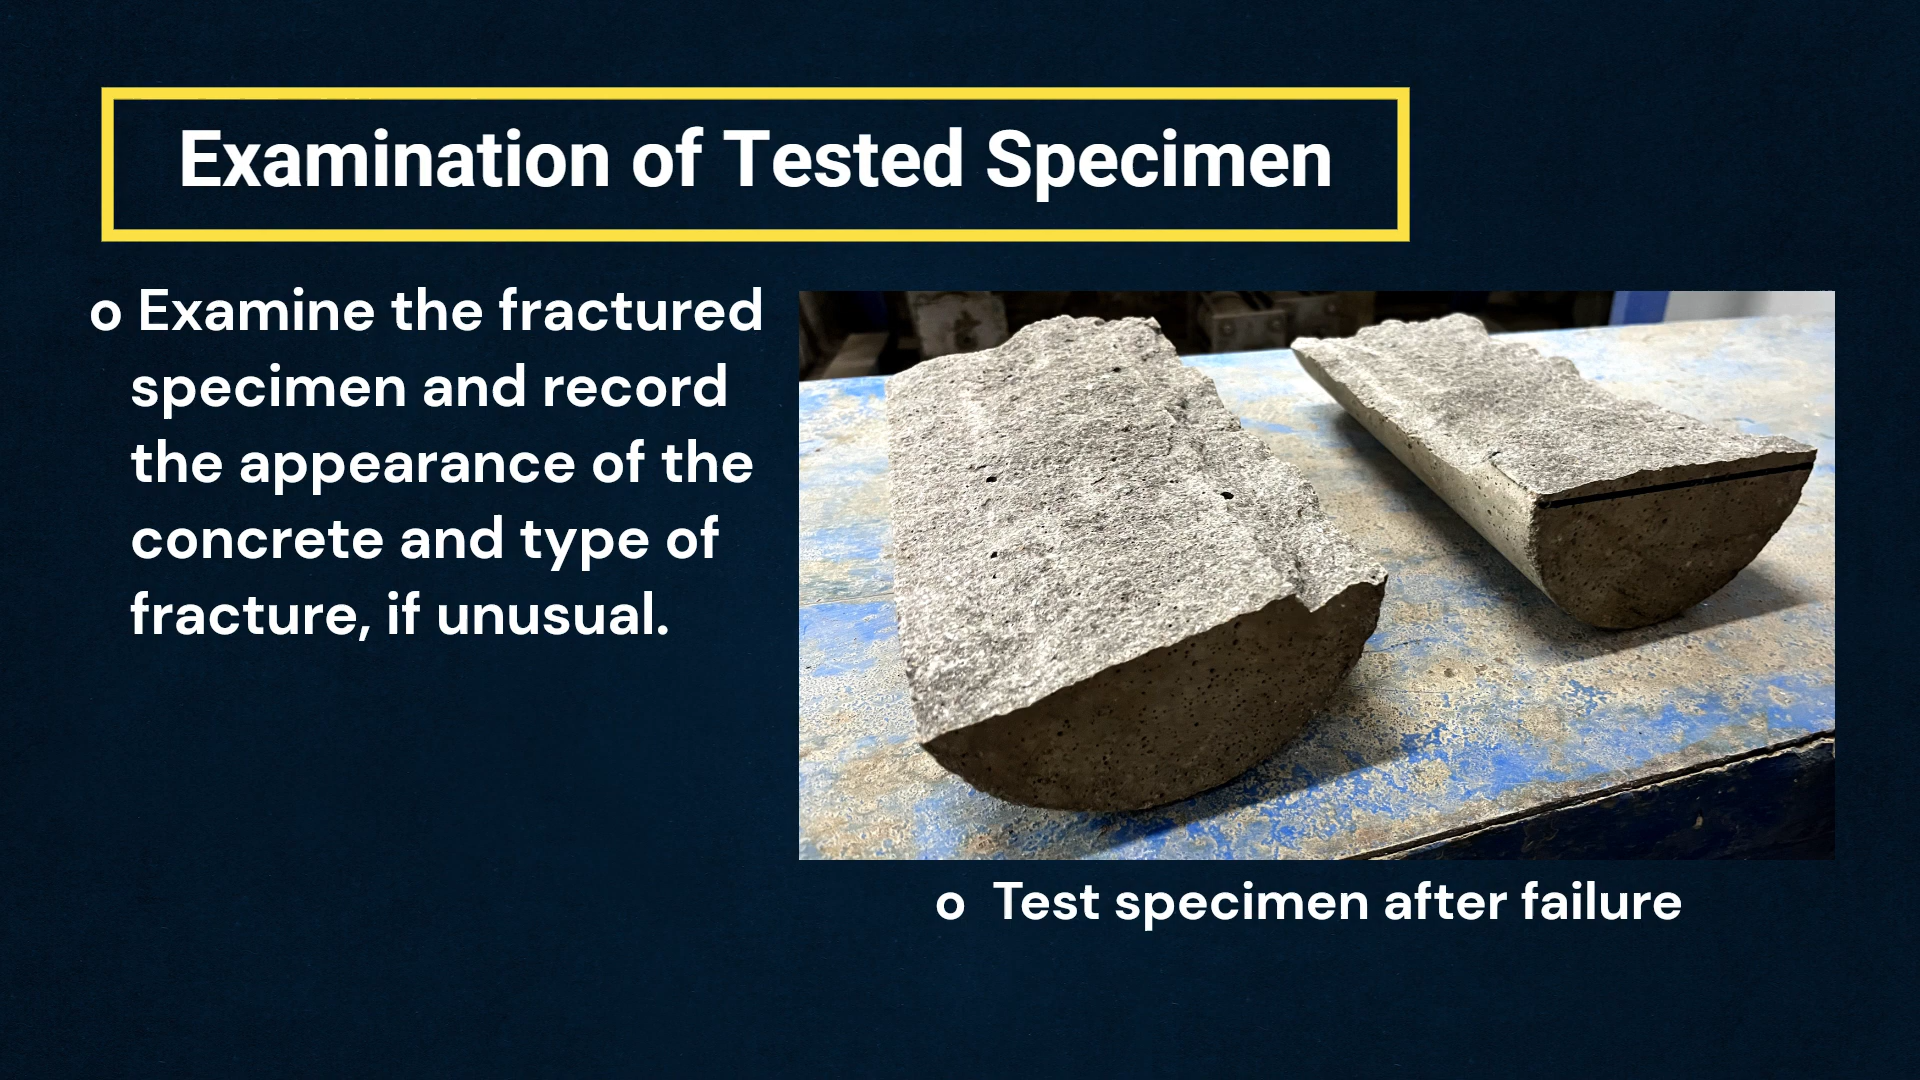 Examination of Tested Specimen
o Examine the fractured
specimen and record
the appearance of the
concrete and type of
fracture, if unusual.
o Test specimen after failure